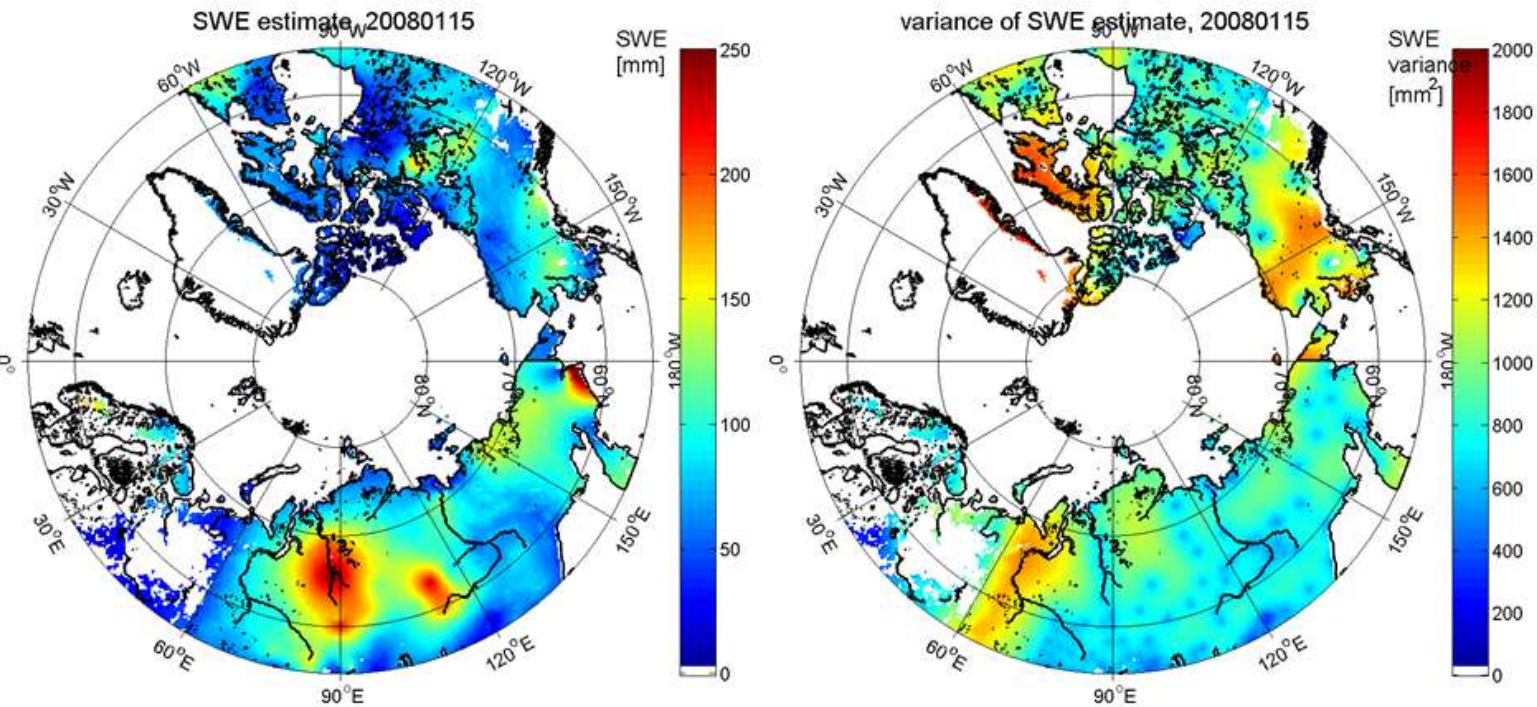 SWE estimate, 20080115
SWE
[mm]
250
200
150
100
50
0
90°W
120°W
150°W
180°W
150°E
120°E
90°E
60°E
30°E
0°
30°W
60°W
80°N
70°N
60°N
variance of SWE estimate, 20080115
SWE
variance
[mm²]
2000
1800
1600
1400
1200
1000
800
600
400
200
0
90°W
120°W
150°W
180°W
150°E
120°E
90°E
60°E
30°E
0°
30°W
60°W
80°N
70°N
60°N